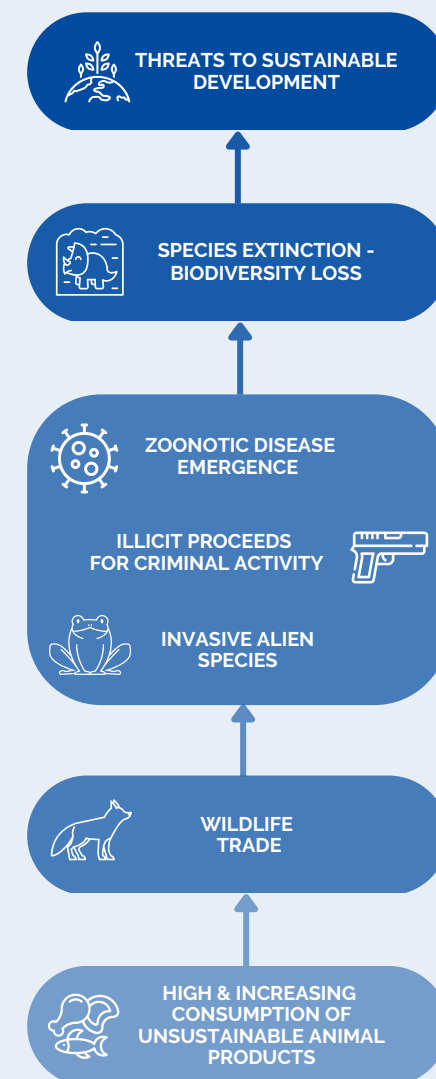 THREATS TO SUSTAINABLE
DEVELOPMENT
SPECIES EXTINCTION -
BIODIVERSITY LOSS
ZOONOTIC DISEASE
EMERGENCE
ILLICIT PROCEEDS
FOR CRIMINAL ACTIVITY
INVASIVE ALIEN
SPECIES
WILDLIFE
TRADE
HIGH & INCREASING
CONSUMPTION OF
UNSUSTAINABLE ANIMAL
PRODUCTS